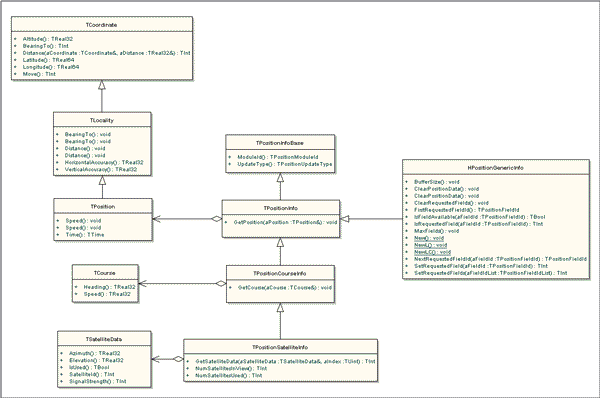 TCoordinate
+ Altitude() : TReal32
+ BearingTo() : TInt
+ Distance(aCoordinate :TCoordinate&, aDistance :TReal32&) : TInt
+ Latitude() : TReal64
+ Longitude() : TReal64
+ Move() : TInt
TLocality
+ BearingTo() : void
+ BearingTo() : void
+ Distance() : void
+ Distance() : void
+ HorizontalAccuracy() : TReal32
+ VerticalAccuracy() : TReal32
TPositionInfoBase
+ ModuleId() : TPositionModuleId
+ UpdateType() : TPositionUpdateType
HPositionGenericInfo
+ BufferSize() : void
+ ClearPositionData() : void
+ ClearPositionData() : void
+ ClearRequestedFields() : void
+ FirstRequestedFieldId() : TPositionFieldId
+ IsFieldAvailable(aFieldId :TPositionFieldId) : TBool
+ IsRequestedField(aFieldId :TPositionFieldId) : TInt
+ MaxFields() : void
+ New() : void
+ NewL() : void
+ NewLC() : void
+ NextRequestedFieldId(aFieldId :TPositionFieldId) : TPositionFieldId
+ SetRequestedField(aFieldId :TPositionFieldId) : TInt
+ SetRequestedFields(aFieldIdList :TPositionFieldIdList) : TInt
TPosition
+ Speed() : void
+ Speed() : void
+ Time() : TTime
TPositionInfo
+ GetPosition(aPosition :TPosition&) : void
TCourse
+ Heading() : TReal32
+ Speed() : TReal32
TPositionCourseInfo
+ GetCourse(aCourse :TCourse&) : void
TSatelliteData
+ Azimuth() : TReal32
+ Elevation() : TReal32
+ IsUsed() : TBool
+ SatelliteId() : TInt
+ SignalStrength() : TInt
TPositionSatelliteInfo
+ GetSatelliteData(aSatelliteData :TSatelliteData&, aIndex :TUint) : TInt
+ NumSatellitesInView() : TInt
+ NumSatellitesUsed() : TInt